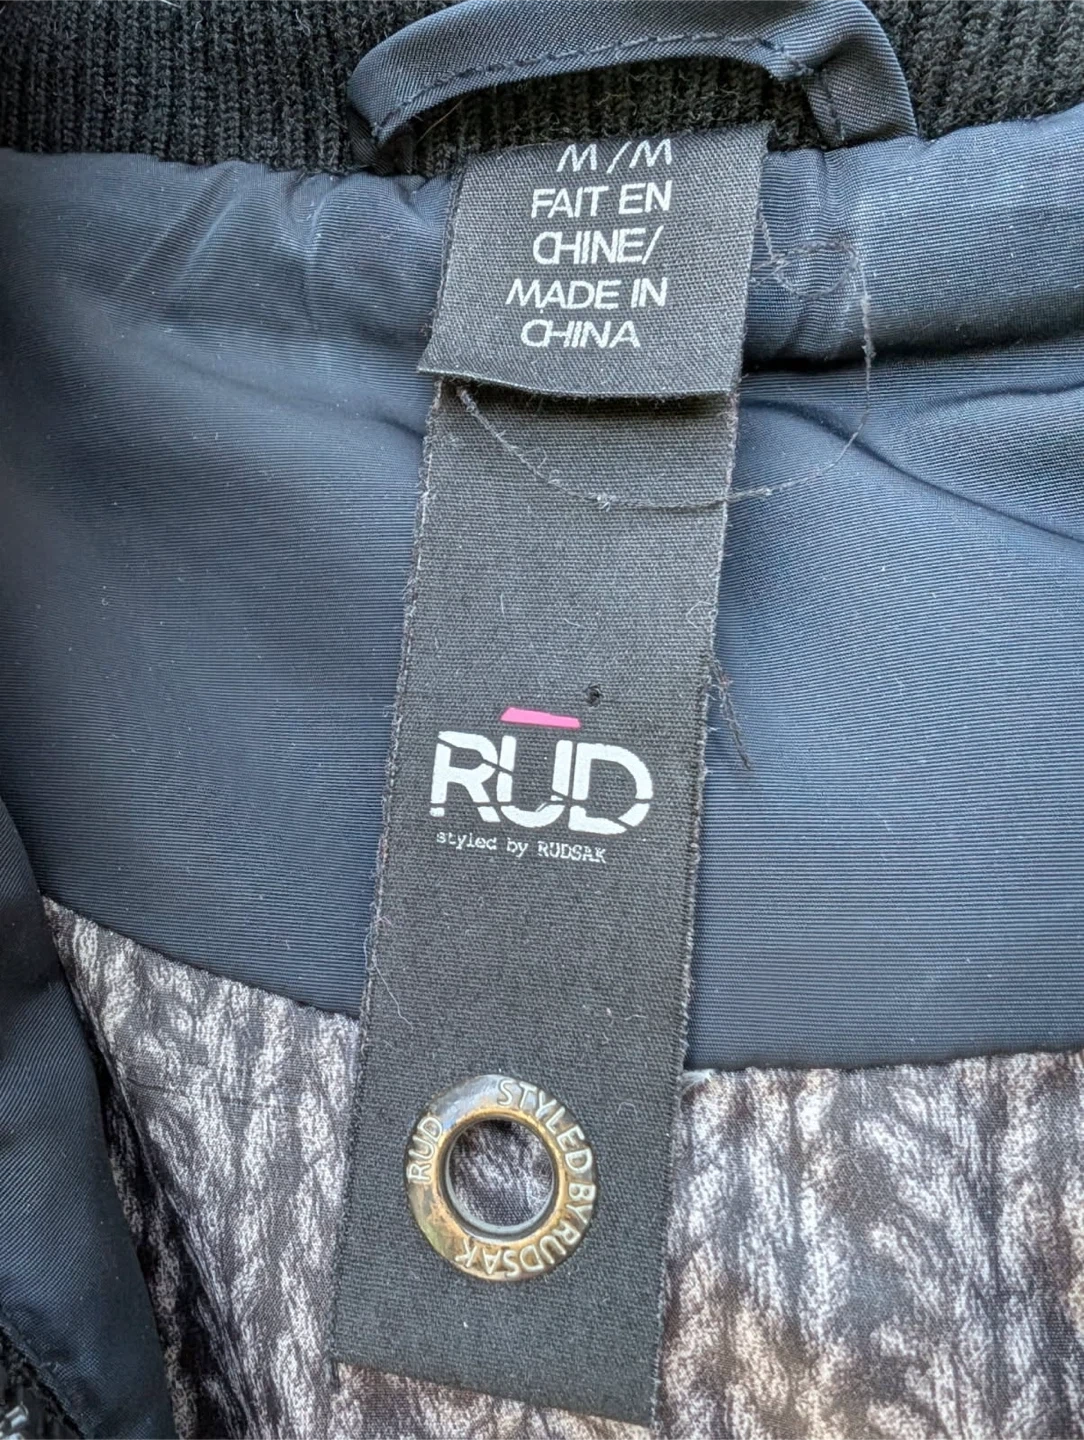 M/M
FAIT EN
CHINE/
MADE IN
CHINA
RUD
styled by RUDSAK
RUD STYLED BY RUDSAK